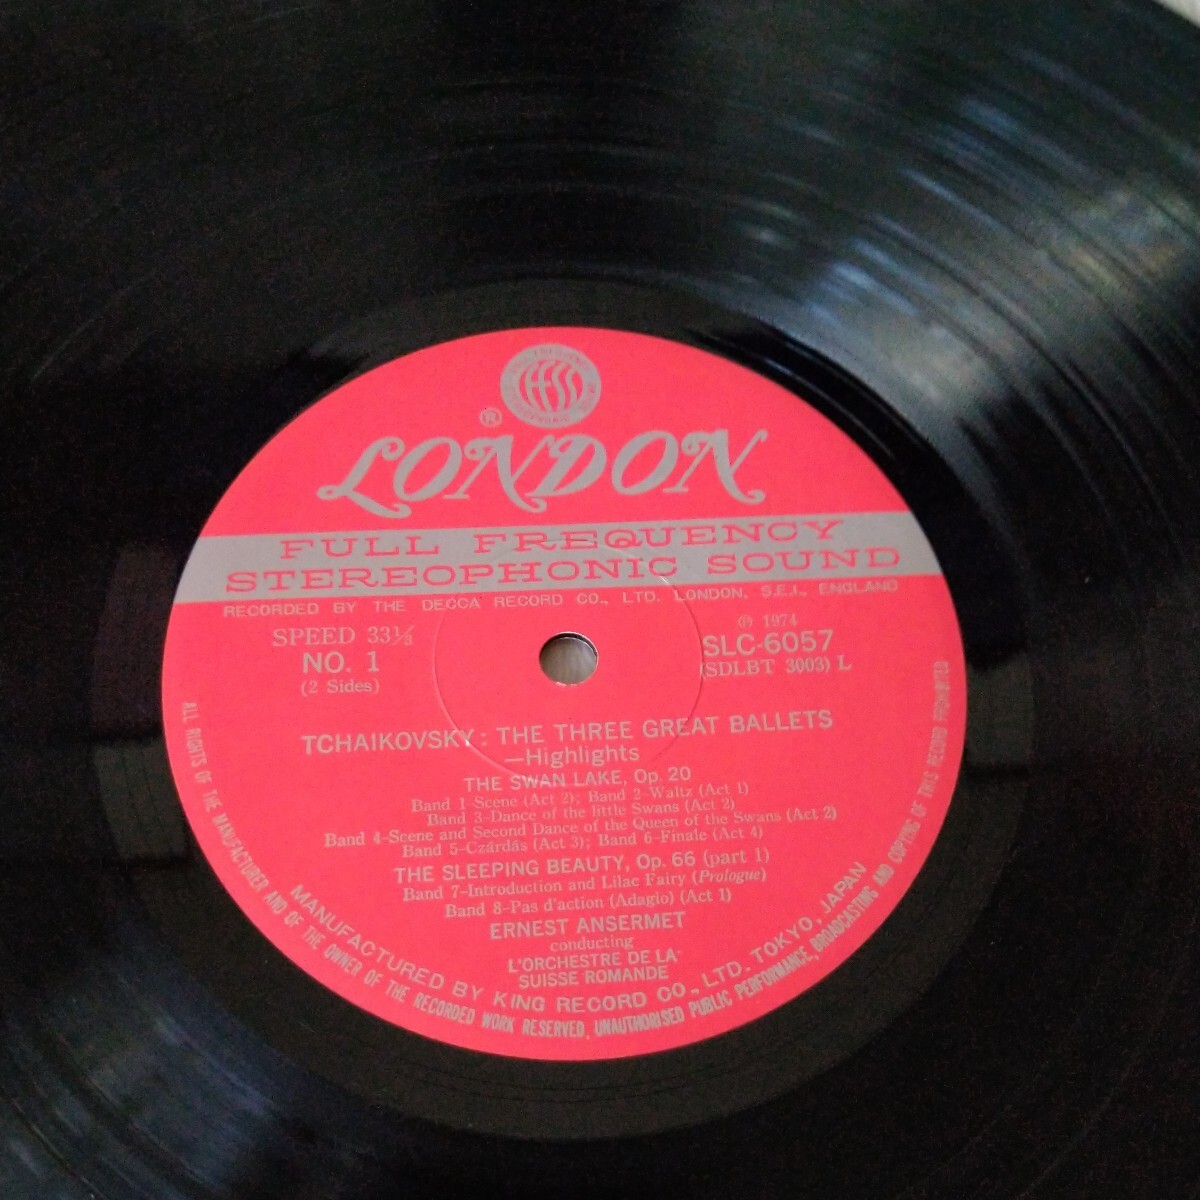 FFSS
®
LONDON
FULL FREQUENCY
STEREOPHONIC SOUND
RECORDED BY THE DECCA RECORD CO., LTD. LONDON, S.E.I., ENGLAND
SPEED 33⅓
NO. 1
(2 Sides)
Ⓟ 1974
SLC-6057
(SDLBT 3003) L
TCHAIKOVSKY: THE THREE GREAT BALLETS
—Highlights
THE SWAN LAKE, Op. 20
Band 1-Scene (Act 2); Band 2-Waltz (Act 1)
Band 3-Dance of the little Swans (Act 2)
Band 4-Scene and Second Dance of the Queen of the Swans (Act 2)
Band 5-Czárdás (Act 3); Band 6-Finale (Act 4)
THE SLEEPING BEAUTY, Op. 66 (part 1)
Band 7-Introduction and Lilac Fairy (Prologue)
Band 8-Pas d'action (Adagio) (Act 1)
ERNEST ANSERMET
conducting
L'ORCHESTRE DE LA
SUISSE ROMANDE
MANUFACTURED BY KING RECORD CO., LTD. TOKYO, JAPAN
ALL RIGHTS OF THE MANUFACTURER AND OF THE OWNER OF THE RECORDED WORK RESERVED, UNAUTHORISED PUBLIC PERFORMANCE, BROADCASTING AND COPYING OF THIS RECORD PROHIBITED